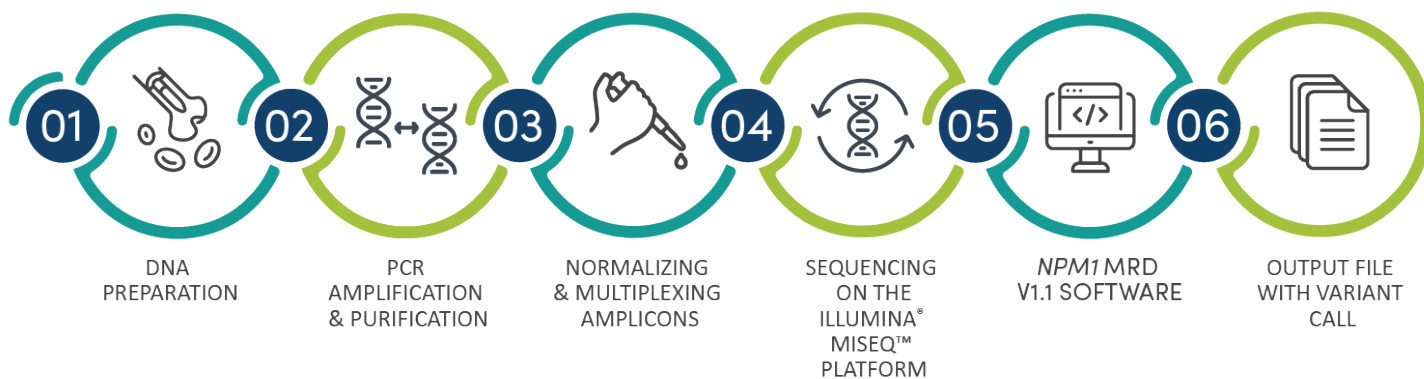 01
DNA
PREPARATION
02
PCR
AMPLIFICATION
& PURIFICATION
03
NORMALIZING
& MULTIPLEXING
AMPLICONS
04
SEQUENCING
ON THE
ILLUMINA®
MISEQ™
PLATFORM
05
</>
NPM1 MRD
V1.1 SOFTWARE
06
OUTPUT FILE
WITH VARIANT
CALL